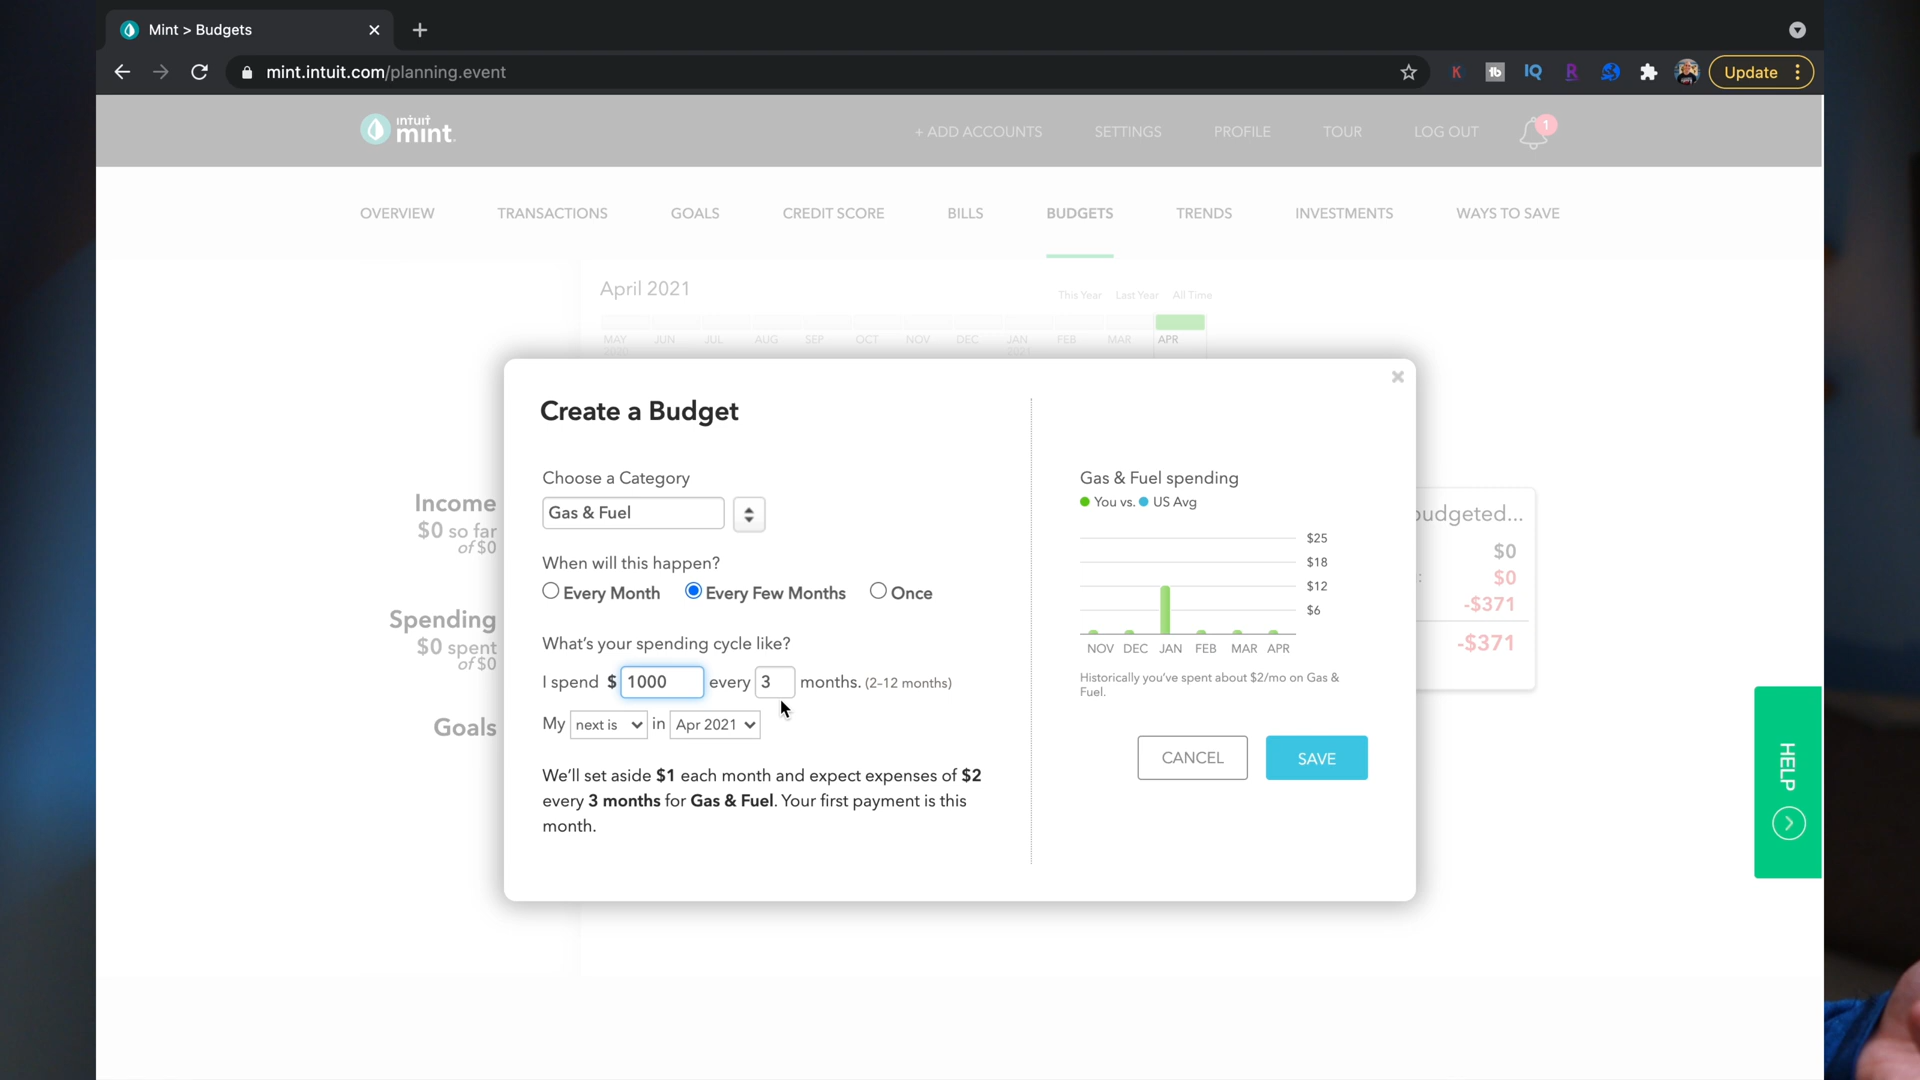 Mint > Budgets
mint.intuit.com/planning.event
K
tb
IQ
R
Update
intuit
mint
+ ADD ACCOUNTS
SETTINGS
PROFILE
TOUR
LOG OUT
1
OVERVIEW
TRANSACTIONS
GOALS
CREDIT SCORE
BILLS
BUDGETS
TRENDS
INVESTMENTS
WAYS TO SAVE
April 2021
This Year Last Year All Time
MAY JUN JUL AUG SEP OCT NOV DEC JAN FEB MAR APR
2020 2021
Income
$0 so far
of $0
Spending
$0 spent
of $0
Goals
Create a Budget
Choose a Category
Gas & Fuel
When will this happen?
Every Month Every Few Months Once
What's your spending cycle like?
I spend $ 1000 every 3 months. (2–12 months)
My next is in Apr 2021
We'll set aside $1 each month and expect expenses of $2
every 3 months for Gas & Fuel. Your first payment is this
month.
Gas & Fuel spending
You vs. US Avg
$25
$18
$12
$6
NOV DEC JAN FEB MAR APR
Historically you've spent about $2/mo on Gas &
Fuel.
CANCEL
SAVE
budgeted...
$0
: $0
-$371
-$371
HELP